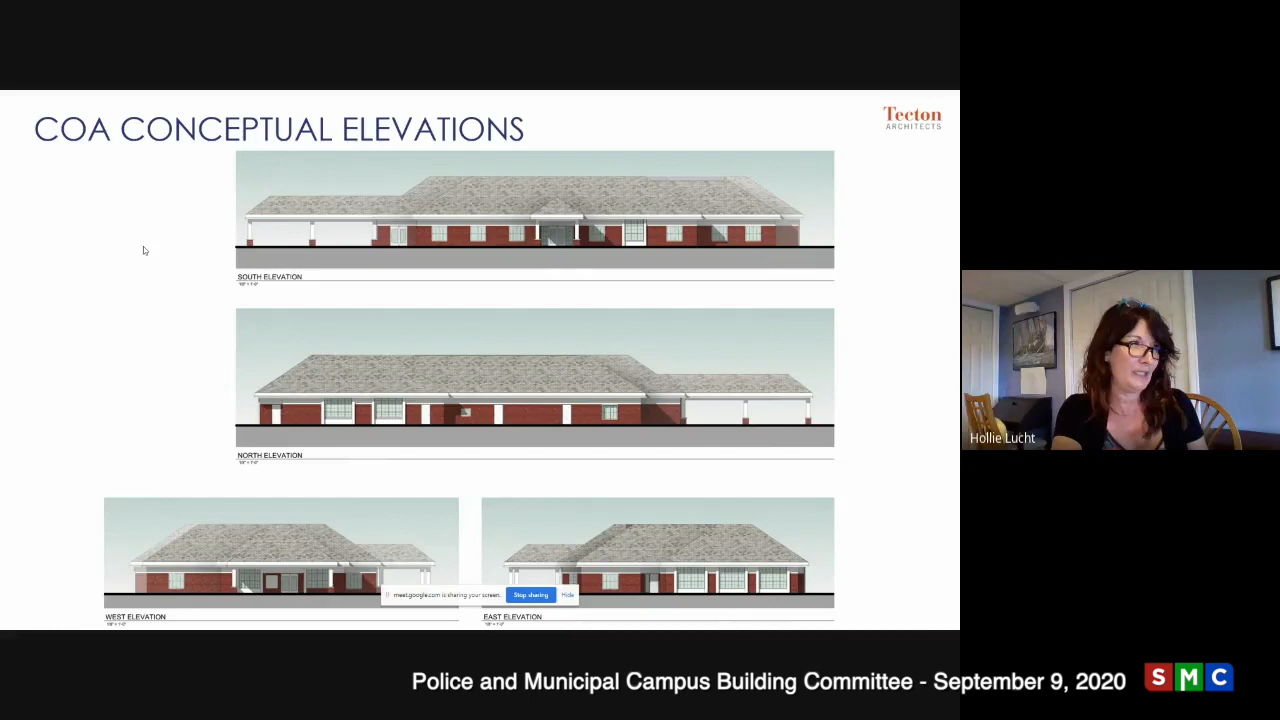 COA CONCEPTUAL ELEVATIONS
Tecton
ARCHITECTS
SOUTH ELEVATION
NORTH ELEVATION
Hollie Lucht
meet.google.com is sharing your screen.
Stop sharing
Hide
WEST ELEVATION
EAST ELEVATION
Police and Municipal Campus Building Committee - September 9, 2020
SMC